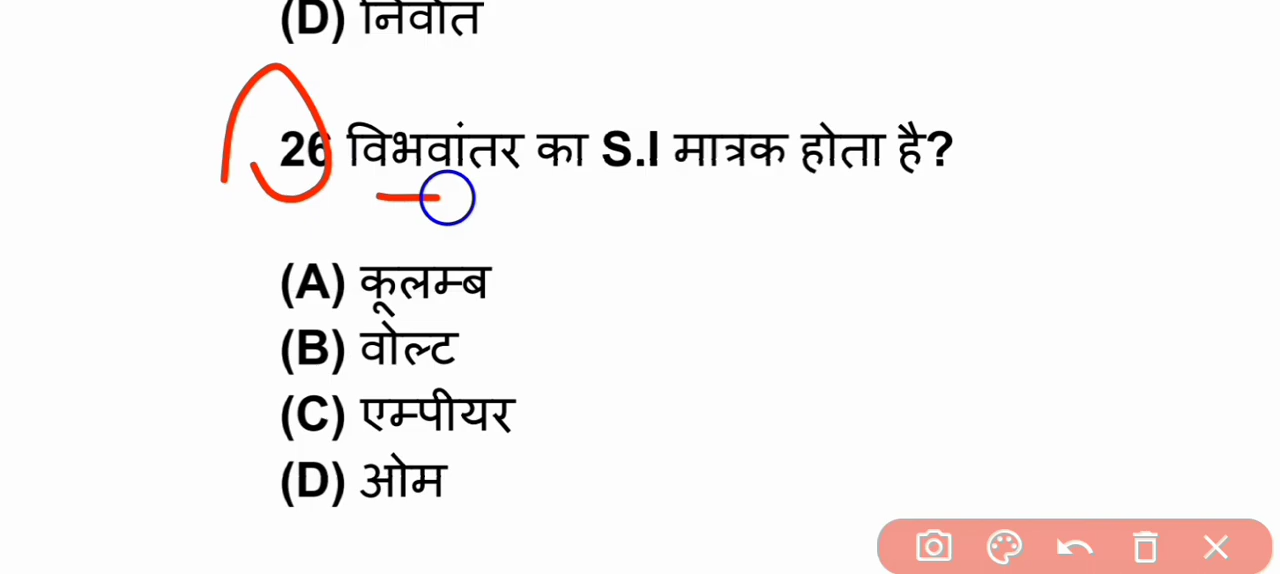 (D) निर्वात
26 विभवांतर का S.I मात्रक होता है?
(A) कूलम्ब
(B) वोल्ट
(C) एम्पीयर
(D) ओम